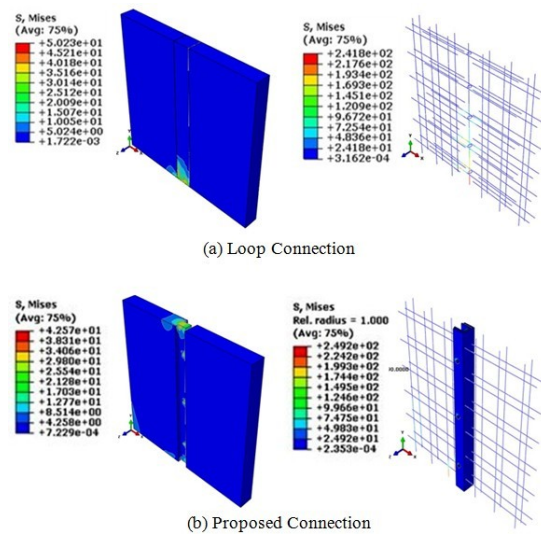 S, Mises
(Avg: 75%)
+5.023e+01
+4.521e+01
+4.018e+01
+3.516e+01
+3.014e+01
+2.512e+01
+2.009e+01
+1.507e+01
+1.005e+01
+5.024e+00
+1.722e-03
S, Mises
(Avg: 75%)
+2.418e+02
+2.176e+02
+1.934e+02
+1.693e+02
+1.451e+02
+1.209e+02
+9.672e+01
+7.254e+01
+4.836e+01
+2.418e+01
+3.162e-04
(a) Loop Connection
S, Mises
(Avg: 75%)
+4.257e+01
+3.831e+01
+3.406e+01
+2.980e+01
+2.554e+01
+2.128e+01
+1.703e+01
+1.277e+01
+8.514e+00
+4.258e+00
+7.229e-04
S, Mises
Rel. radius = 1.000
(Avg: 75%)
+2.492e+02
+2.242e+02
+1.993e+02
+1.744e+02
+1.495e+02
+1.246e+02
+9.966e+01
+7.475e+01
+4.983e+01
+2.492e+01
+2.353e-04
(b) Proposed Connection